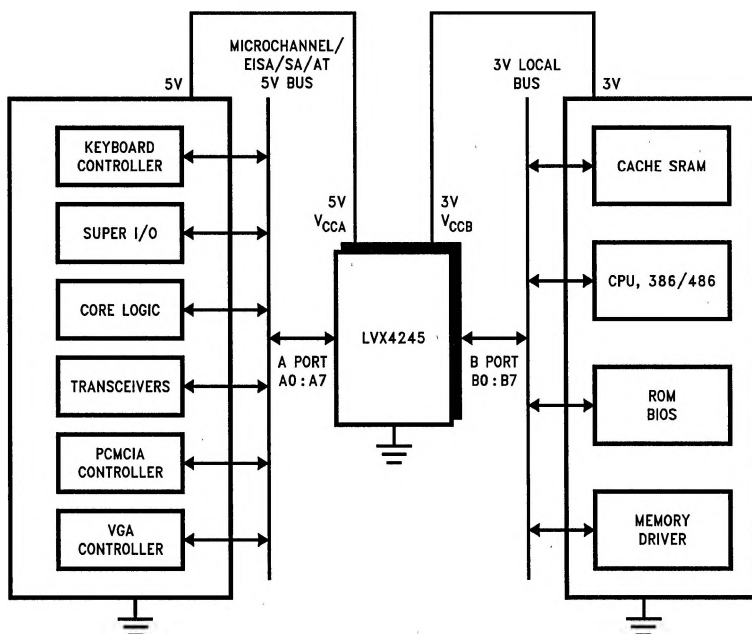 MICROCHANNEL/
EISA/SA/AT
5V BUS
5V
3V LOCAL
BUS
3V
KEYBOARD
CONTROLLER
SUPER I/O
CORE LOGIC
TRANSCEIVERS
PCMCIA
CONTROLLER
VGA
CONTROLLER
5V
VCCA
3V
VCCB
LVX4245
A PORT
A0:A7
B PORT
B0:B7
CACHE SRAM
CPU, 386/486
ROM
BIOS
MEMORY
DRIVER